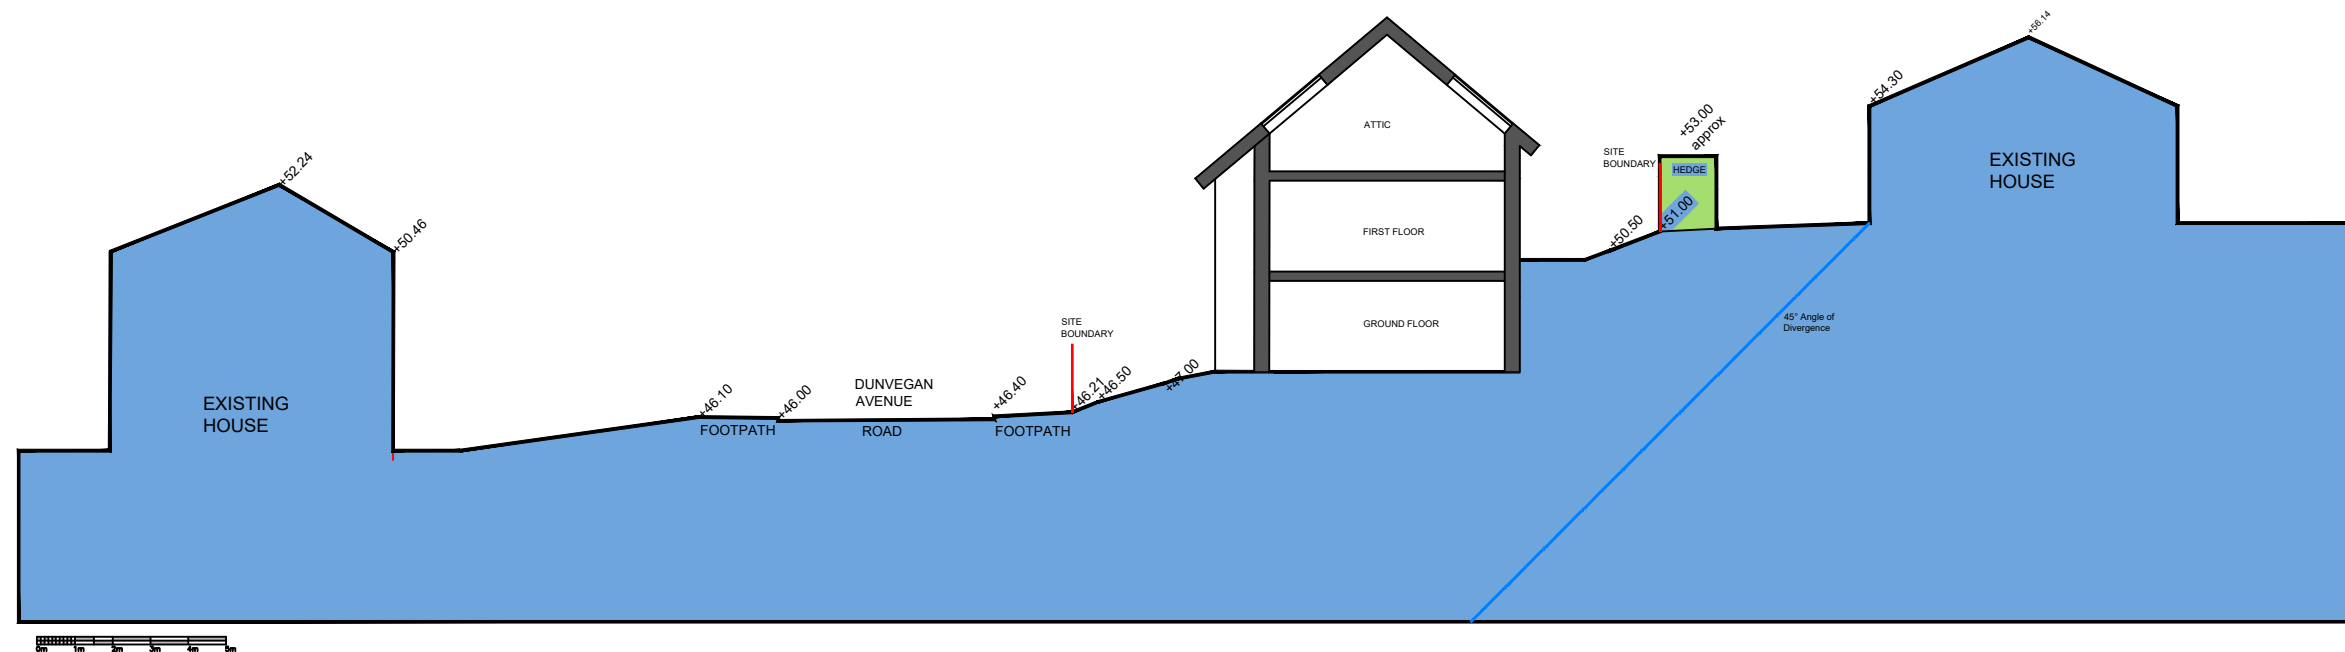 +56.14
+54.30
+53.00
approx
ATTIC
SITE
BOUNDARY
HEDGE
EXISTING
HOUSE
+52.24
+51.00
+50.50
+50.46
FIRST FLOOR
45° Angle of
Divergence
SITE
BOUNDARY
GROUND FLOOR
+47.00
+46.50
+46.21
+46.40
DUNVEGAN
AVENUE
+46.00
+46.10
EXISTING
HOUSE
FOOTPATH
ROAD
FOOTPATH
0m 1m 2m 3m 4m 5m